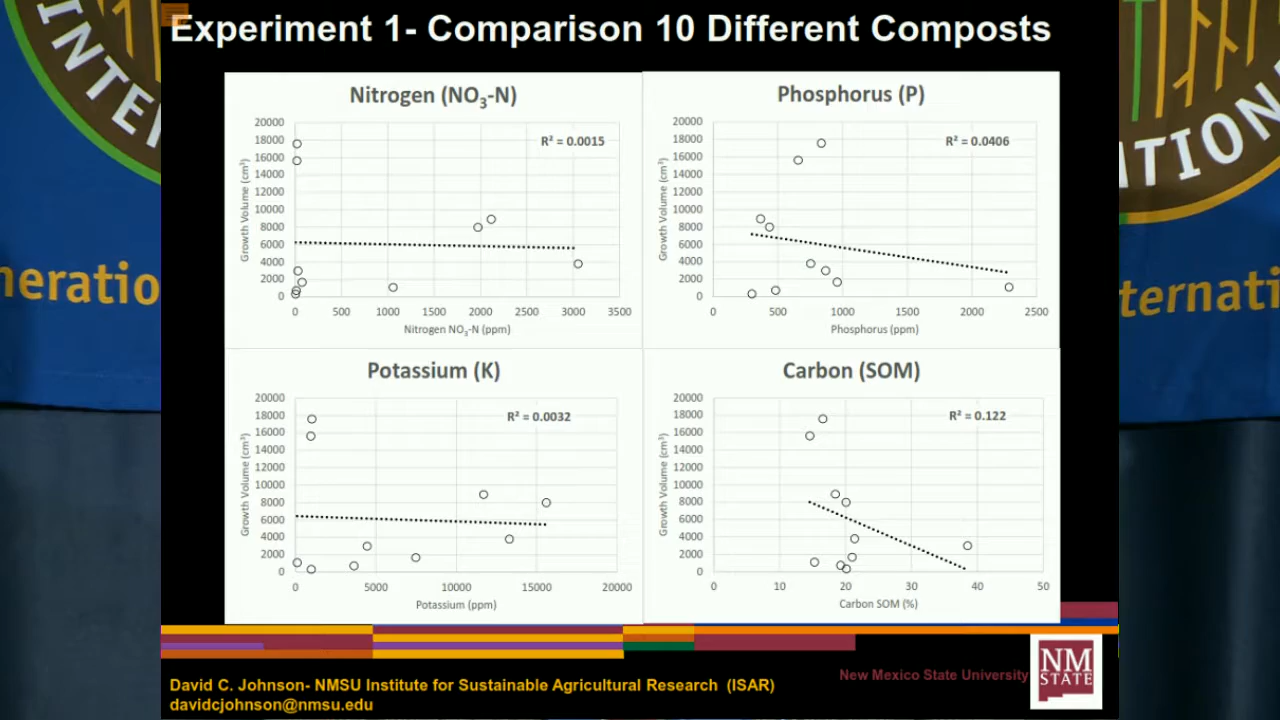 Experiment 1- Comparison 10 Different Composts
Nitrogen (NO3-N)
R² = 0.0015
Growth Volume (cm³)
20000
18000
16000
14000
12000
10000
8000
6000
4000
2000
0
0 500 1000 1500 2000 2500 3000 3500
Nitrogen NO3-N (ppm)
Phosphorus (P)
R² = 0.0406
Growth Volume (cm³)
20000
18000
16000
14000
12000
10000
8000
6000
4000
2000
0
0 500 1000 1500 2000 2500
Phosphorus (ppm)
Potassium (K)
R² = 0.0032
Growth Volume (cm³)
20000
18000
16000
14000
12000
10000
8000
6000
4000
2000
0
0 5000 10000 15000 20000
Potassium (ppm)
Carbon (SOM)
R² = 0.122
Growth Volume (cm³)
20000
18000
16000
14000
12000
10000
8000
6000
4000
2000
0
0 10 20 30 40 50
Carbon SOM (%)
New Mexico State University
NM
STATE
David C. Johnson- NMSU Institute for Sustainable Agricultural Research (ISAR)
davidcjohnson@nmsu.edu
INTE
neratio
TION
ternati